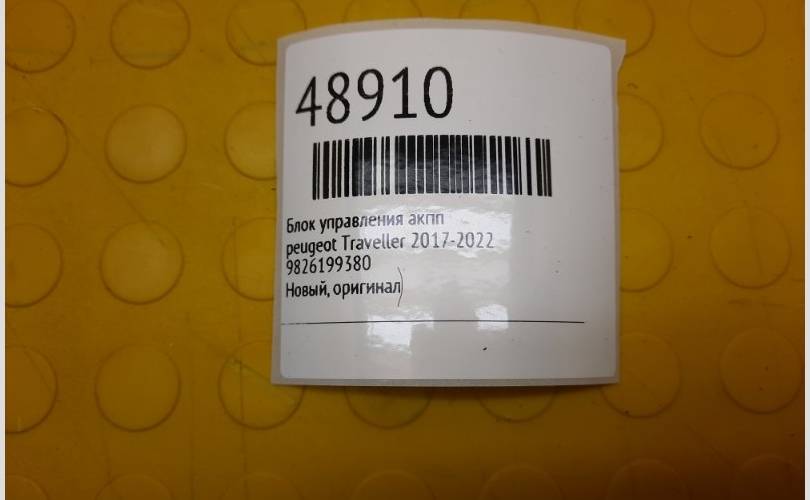 48910
Блок управления акпп
peugeot Traveller 2017-2022
9826199380
Новый, оригинал)